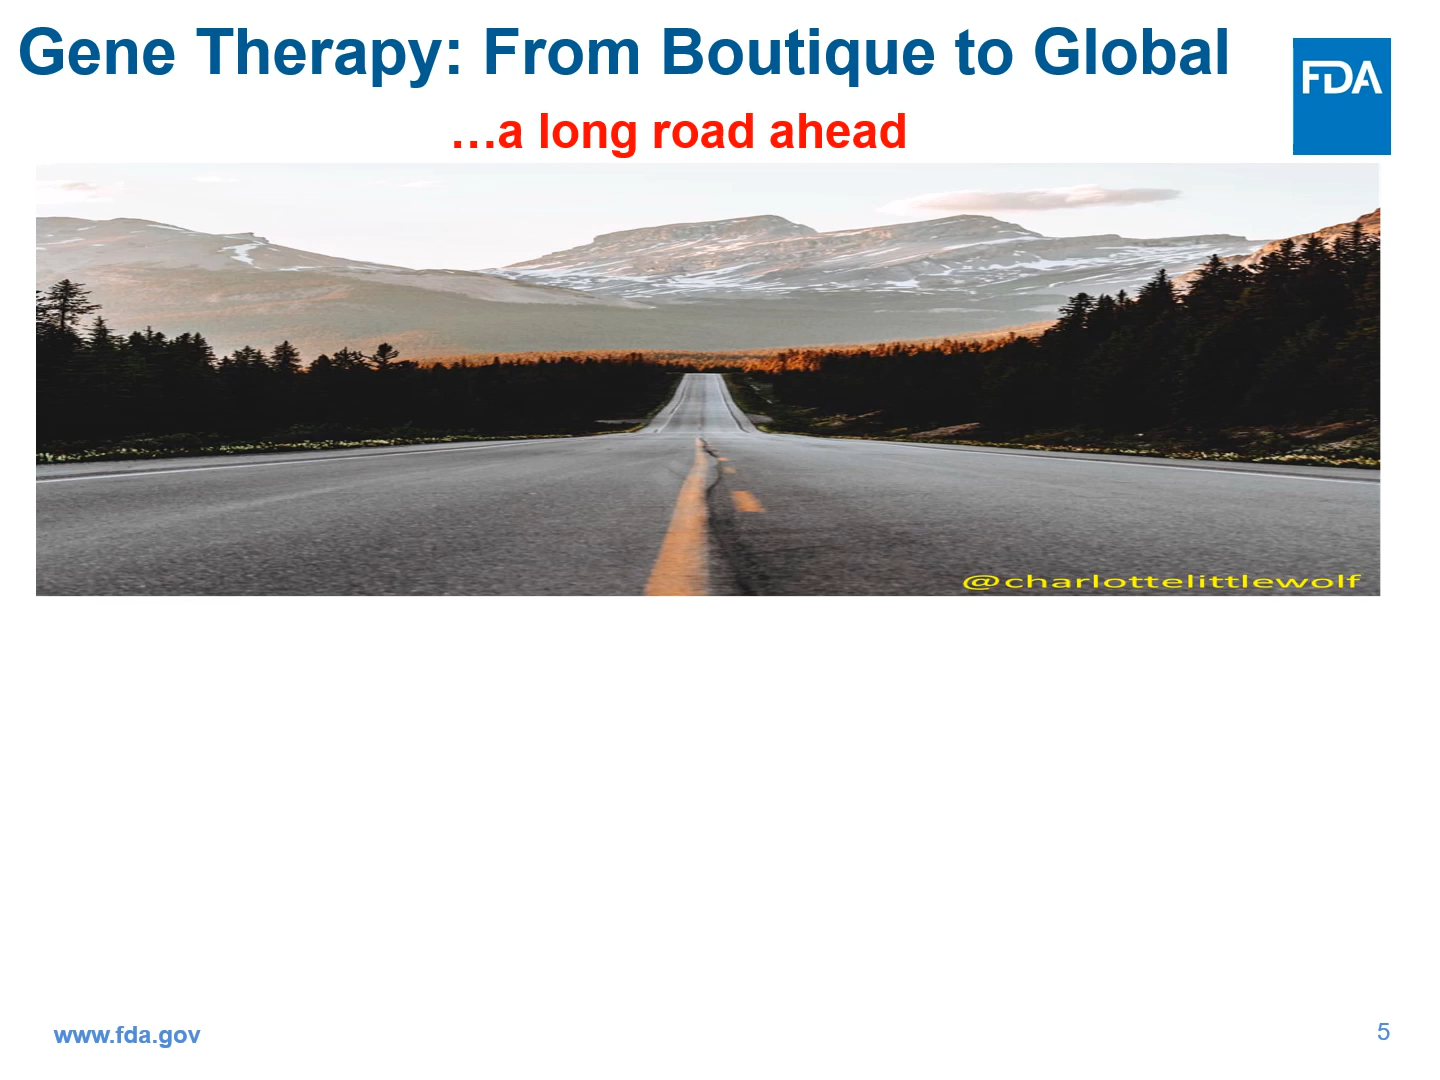 Gene Therapy: From Boutique to Global
FDA
…a long road ahead
@charlottelittlewolf
www.fda.gov
5